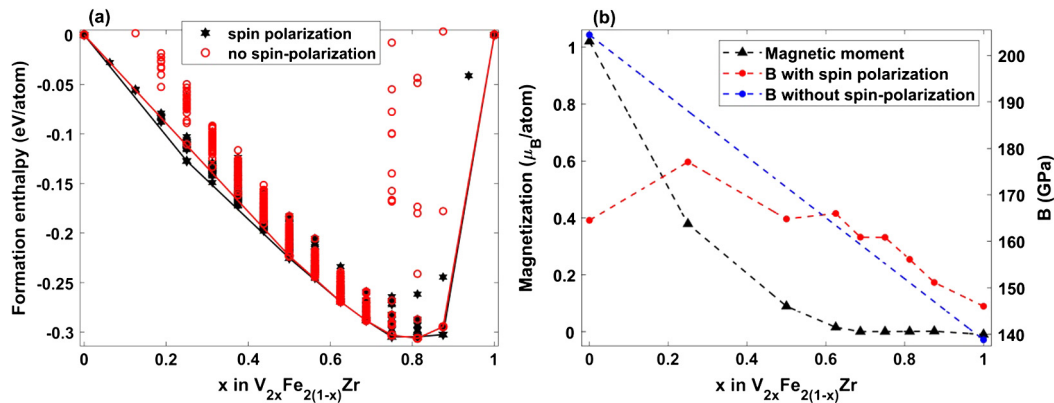 (a)
spin polarization
no spin-polarization
Formation enthalpy (eV/atom)
0
-0.05
-0.1
-0.15
-0.2
-0.25
-0.3
0 0.2 0.4 0.6 0.8 1
x in V2xFe2(1-x)Zr
(b)
Magnetic moment
B with spin polarization
B without spin-polarization
Magnetization (μB/atom)
1
0.8
0.6
0.4
0.2
0
0 0.2 0.4 0.6 0.8 1
x in V2xFe2(1-x)Zr
200
190
180
170
160
150
140
B (GPa)